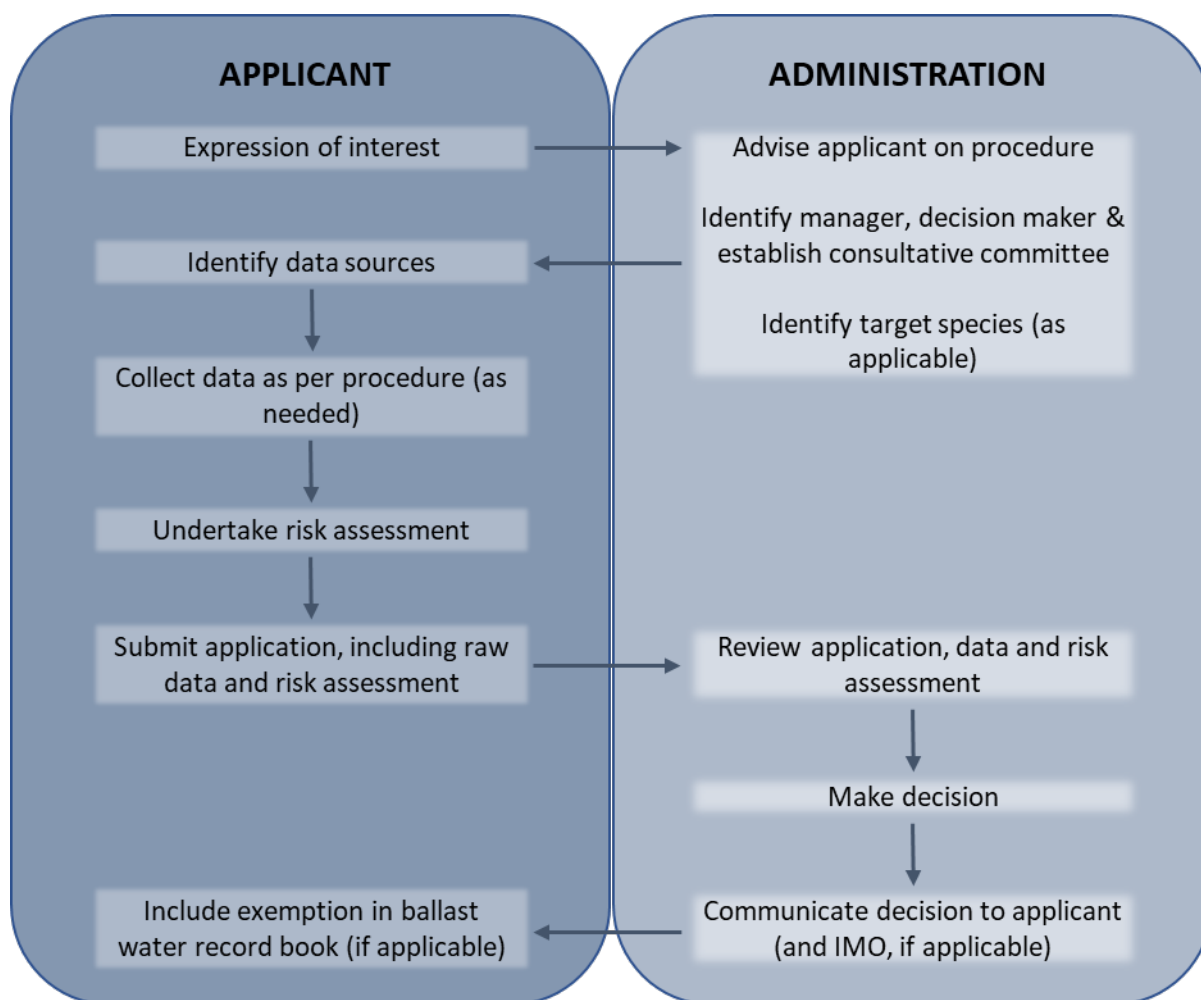 APPLICANT
Expression of interest
Identify data sources
Collect data as per procedure (as
needed)
Undertake risk assessment
Submit application, including raw
data and risk assessment
Include exemption in ballast
water record book (if applicable)
ADMINISTRATION
Advise applicant on procedure
Identify manager, decision maker &
establish consultative committee
Identify target species (as
applicable)
Review application, data and risk
assessment
Make decision
Communicate decision to applicant
(and IMO, if applicable)